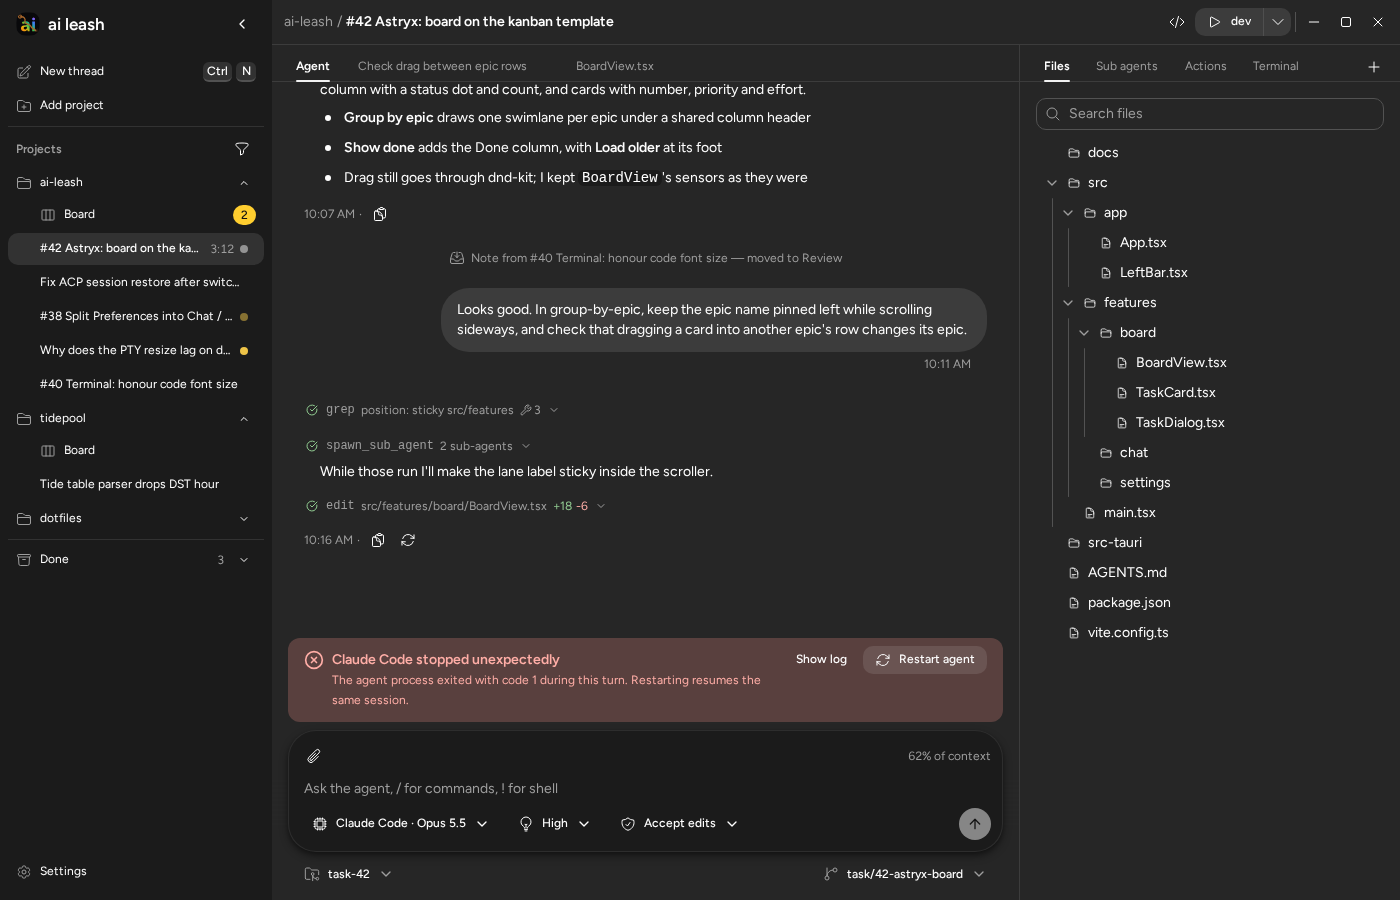 ai leash
New thread Ctrl N
Add project
Projects
ai-leash
Board 2
#42 Astryx: board on the ka... 3:12
Fix ACP session restore after switc...
#38 Split Preferences into Chat / ...
Why does the PTY resize lag on d...
#40 Terminal: honour code font size
tidepool
Board
Tide table parser drops DST hour
dotfiles
Done 3
Settings
ai-leash / #42 Astryx: board on the kanban template
dev
Agent Check drag between epic rows BoardView.tsx
column with a status dot and count, and cards with number, priority and effort.
• Group by epic draws one swimlane per epic under a shared column header
• Show done adds the Done column, with Load older at its foot
• Drag still goes through dnd-kit; I kept BoardView's sensors as they were
10:07 AM ·
Note from #40 Terminal: honour code font size — moved to Review
Looks good. In group-by-epic, keep the epic name pinned left while scrolling
sideways, and check that dragging a card into another epic's row changes its epic.
10:11 AM
grep position: sticky src/features 3
spawn_sub_agent 2 sub-agents
While those run I'll make the lane label sticky inside the scroller.
edit src/features/board/BoardView.tsx +18 -6
10:16 AM ·
Claude Code stopped unexpectedly
The agent process exited with code 1 during this turn. Restarting resumes the
same session.
Show log Restart agent
62% of context
Ask the agent, / for commands, ! for shell
Claude Code · Opus 5.5 High Accept edits
task-42 task/42-astryx-board
Files Sub agents Actions Terminal
Search files
docs
src
app
App.tsx
LeftBar.tsx
features
board
BoardView.tsx
TaskCard.tsx
TaskDialog.tsx
chat
settings
main.tsx
src-tauri
AGENTS.md
package.json
vite.config.ts